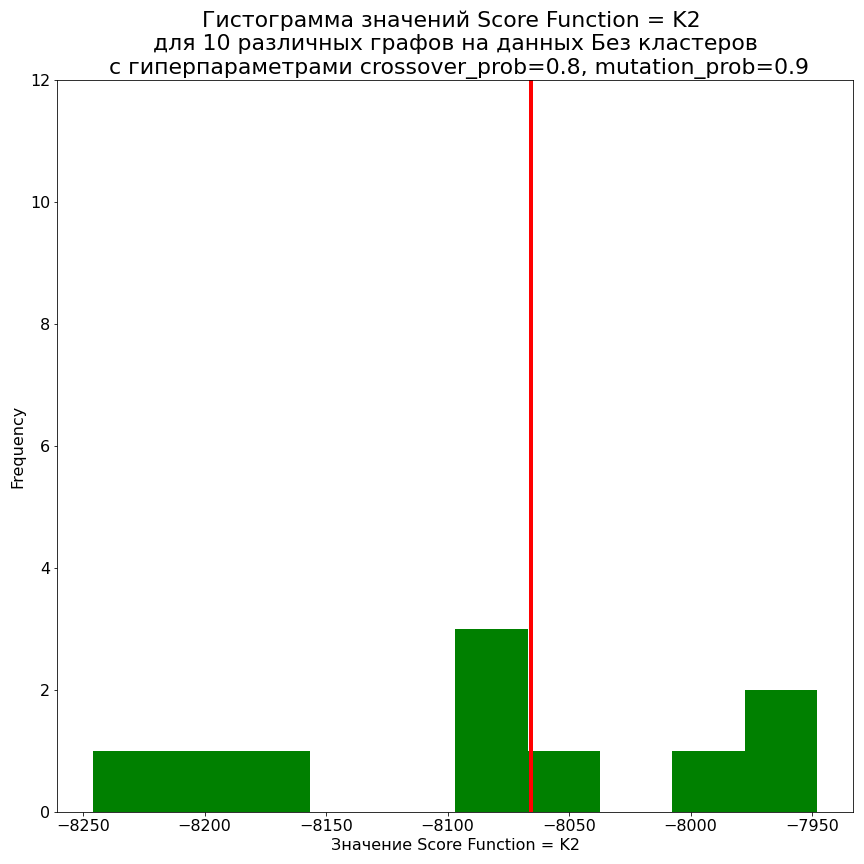 Гистограмма значений Score Function = K2
для 10 различных графов на данных Без кластеров
с гиперпараметрами crossover_prob=0.8, mutation_prob=0.9
12
10
8
6
4
2
0
Frequency
−8250 −8200 −8150 −8100 −8050 −8000 −7950
Значение Score Function = K2